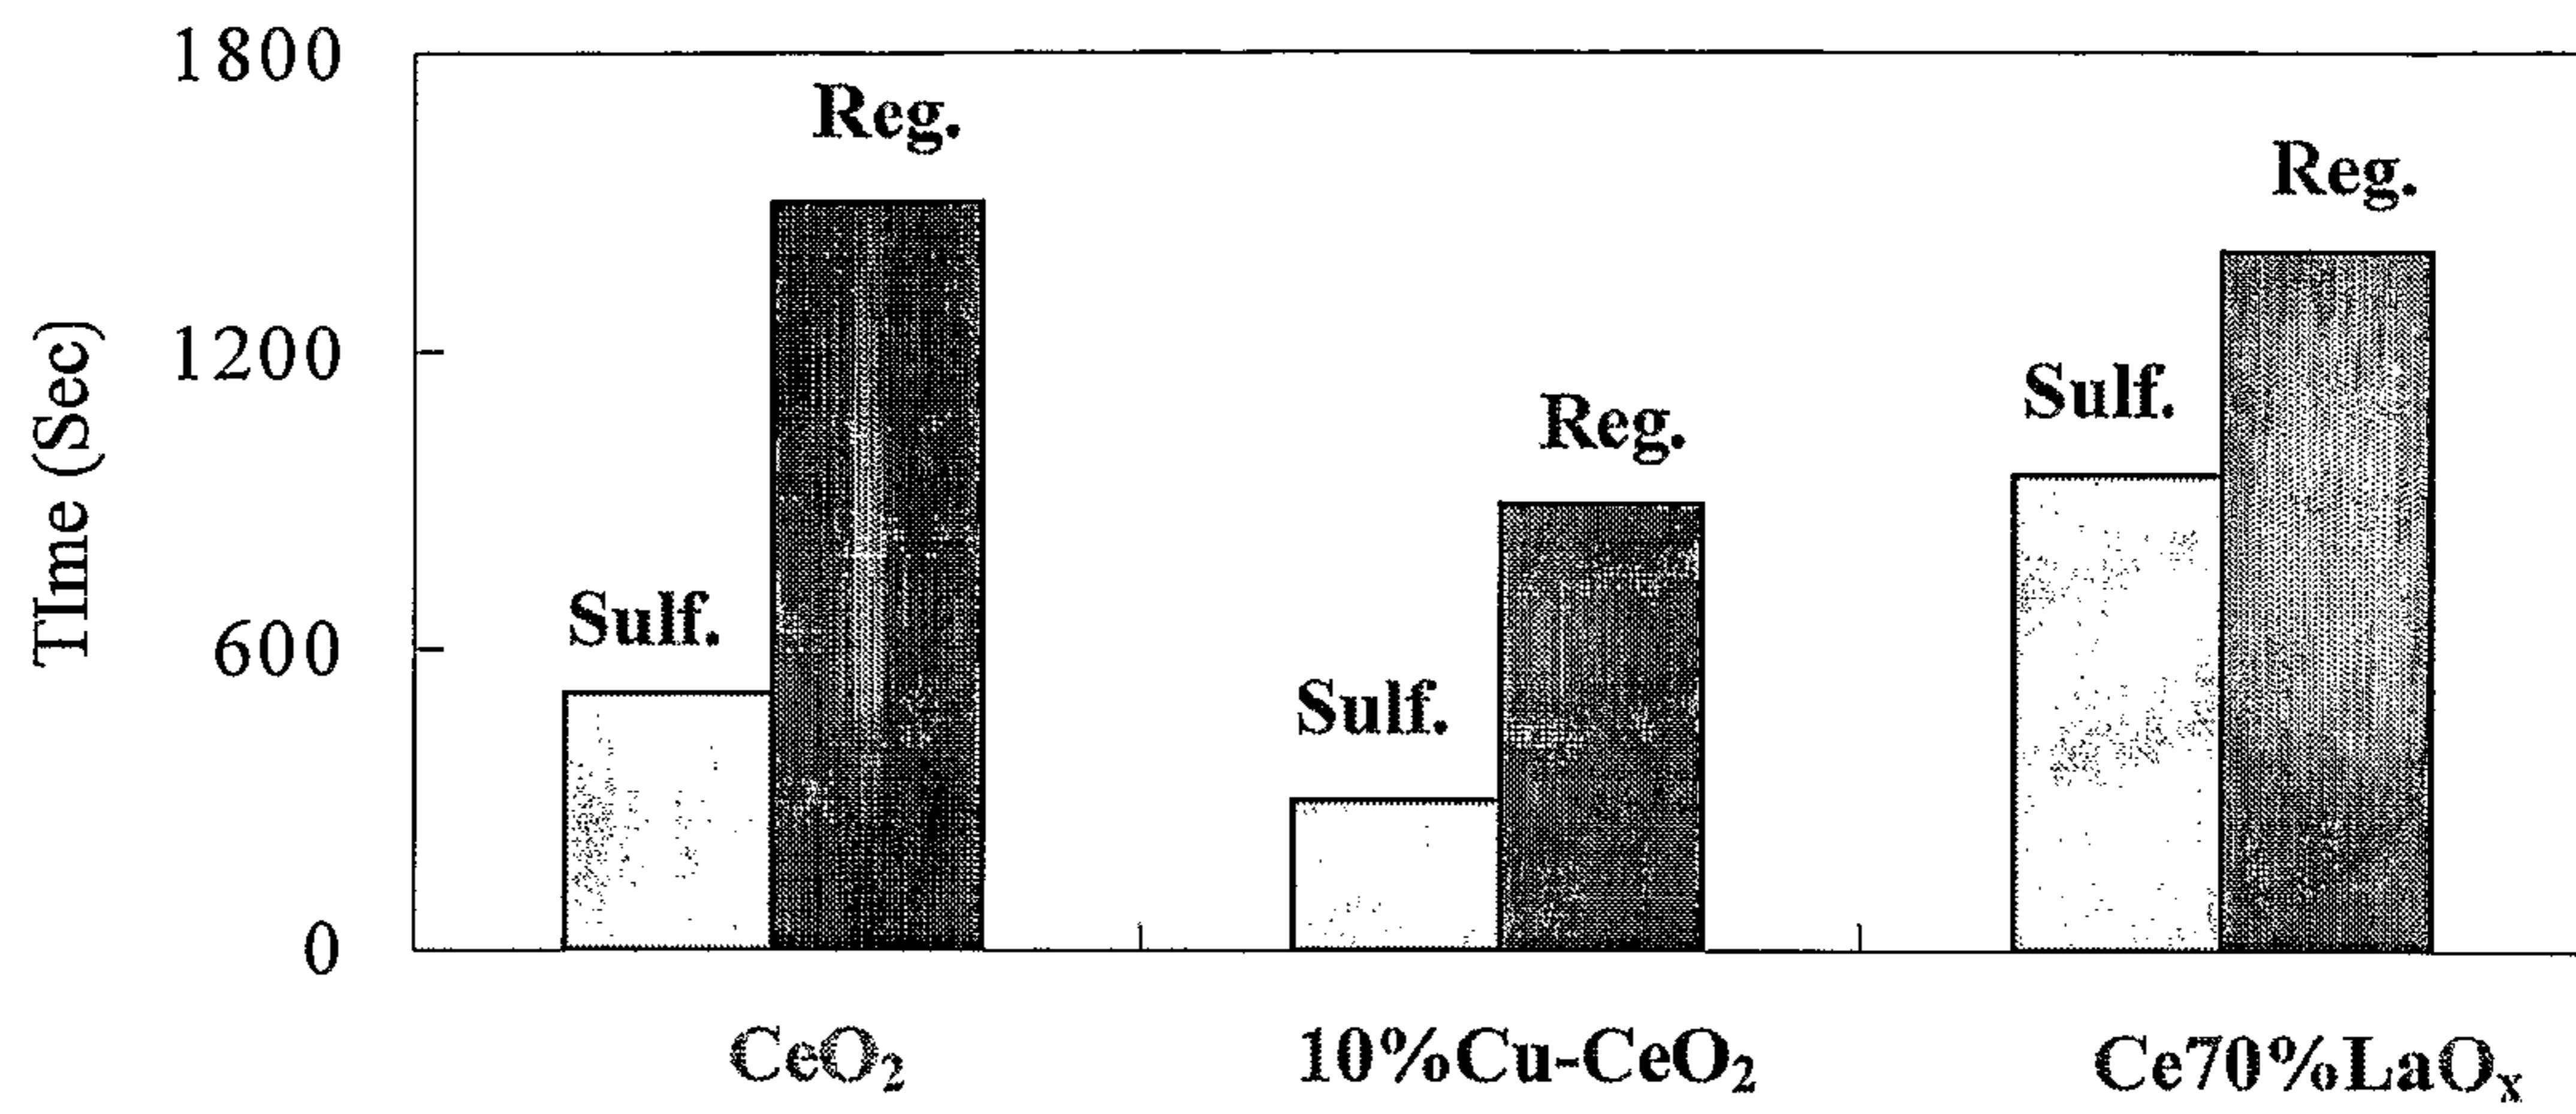 1800
1200
600
0
TIme (Sec)
Reg.
Sulf.
Reg.
Sulf.
Reg.
Sulf.
CeO₂
10%Cu-CeO₂
Ce70%LaOₓ